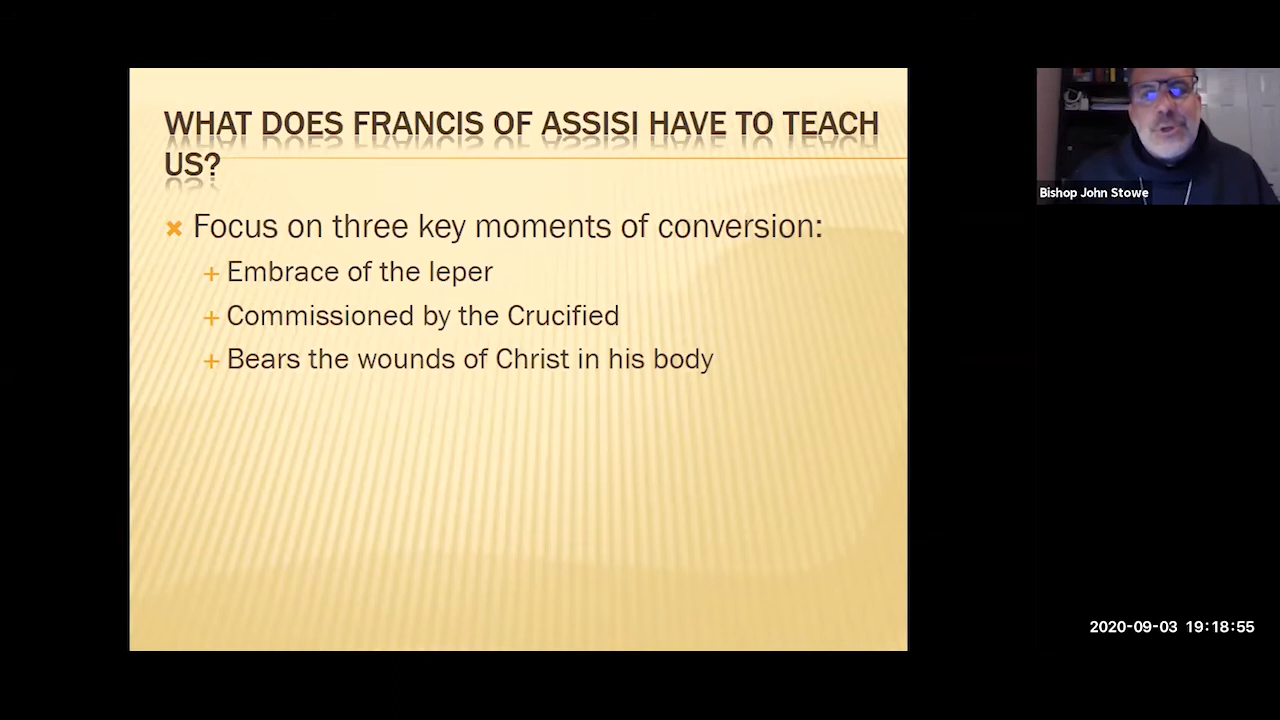 WHAT DOES FRANCIS OF ASSISI HAVE TO TEACH
US?
Focus on three key moments of conversion:
Embrace of the leper
Commissioned by the Crucified
Bears the wounds of Christ in his body
Bishop John Stowe
2020-09-03 19:18:55